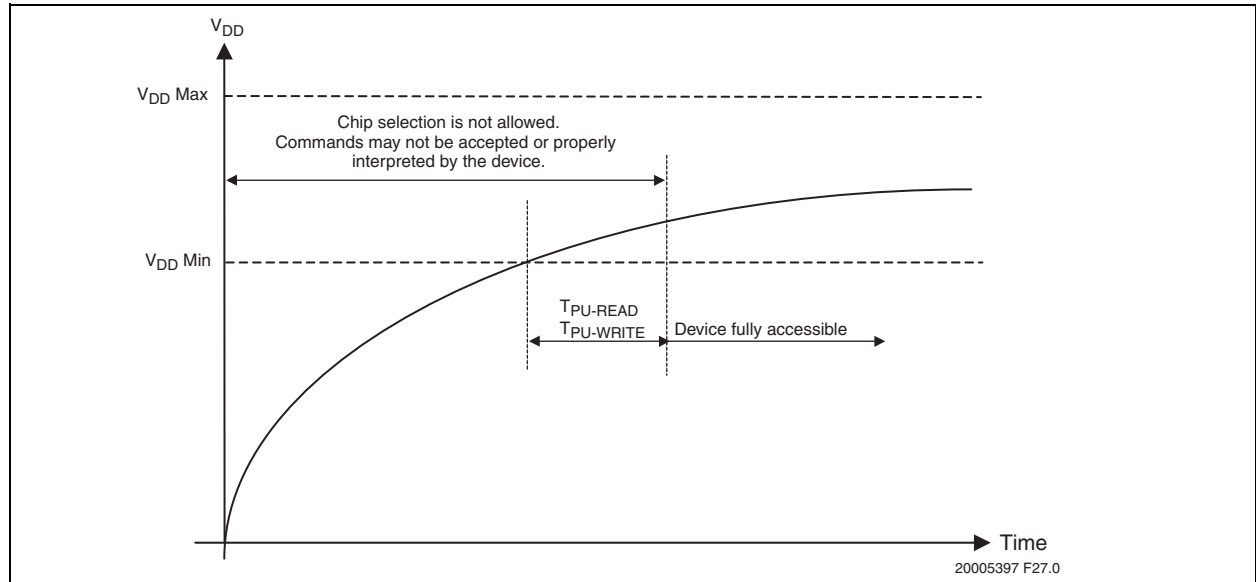 VDD
VDD Max
Chip selection is not allowed.
Commands may not be accepted or properly
interpreted by the device.
VDD Min
TPU-READ
TPU-WRITE
Device fully accessible
Time
20005397 F27.0